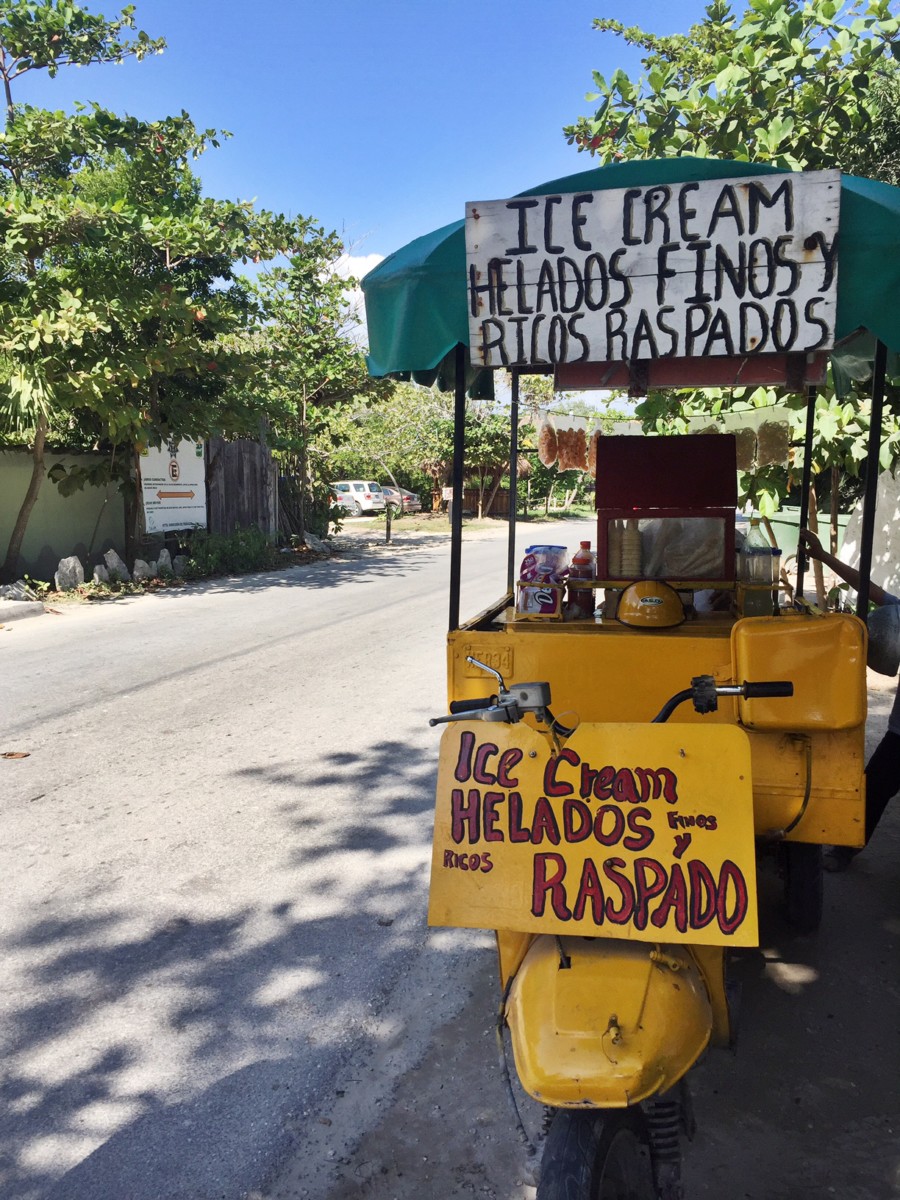 ICE CREAM
HELADOS FINOS Y
RICOS RASPADOS
E
Ice Cream
HELADOS FINOS
Y
RICOS
RASPADO